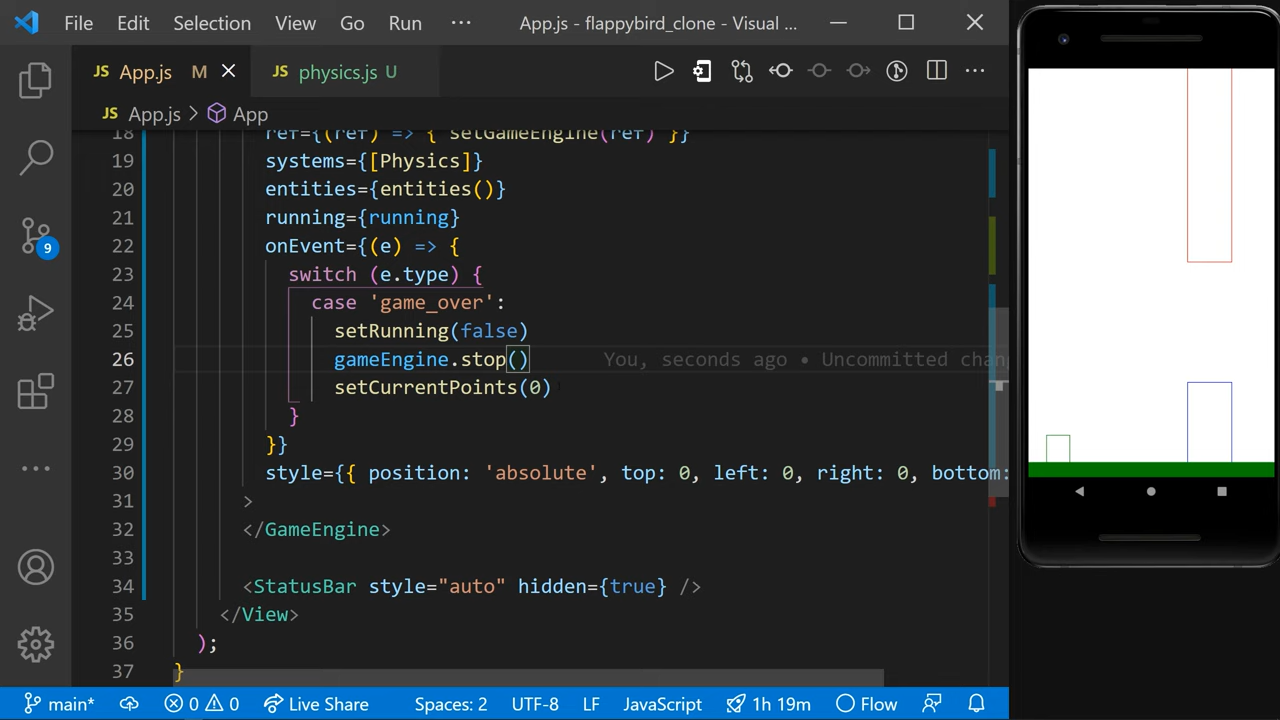 File Edit Selection View Go Run ··· App.js - flappybird_clone - Visual ...
JS App.js M JS physics.js U
JS App.js > App
18 ref={(ref) => { setGameEngine(ref) }}
19 systems={[Physics]}
20 entities={entities()}
21 running={running}
22 onEvent={(e) => {
23 switch (e.type) {
24 case 'game_over':
25 setRunning(false)
26 gameEngine.stop() You, seconds ago • Uncommitted chan
27 setCurrentPoints(0)
28 }
29 }}
30 style={{ position: 'absolute', top: 0, left: 0, right: 0, bottom:
31 >
32 </GameEngine>
33
34 <StatusBar style="auto" hidden={true} />
35 </View>
36 );
37 }
9
main* 0 0 Live Share Spaces: 2 UTF-8 LF JavaScript 1h 19m Flow